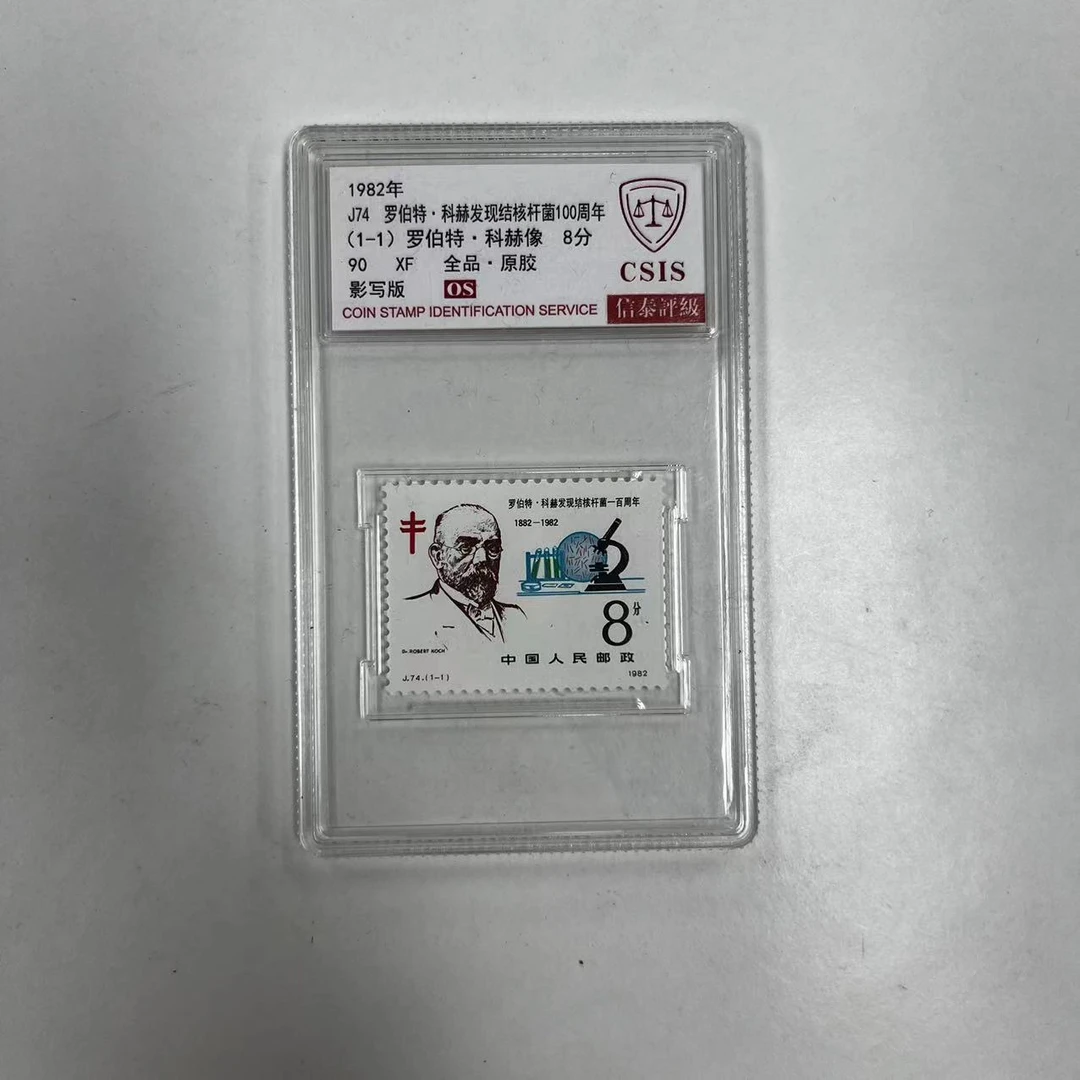 1982年
J74 罗伯特·科赫发现结核杆菌100周年
(1-1) 罗伯特·科赫像 8分
90 XF 全品·原胶
影写版 OS
COIN STAMP IDENTIFICATION SERVICE
CSIS
信泰評級
罗伯特·科赫发现结核杆菌一百周年
1882-1982
8分
Dr. ROBERT KOCH
中国人民邮政
J.74.(1-1)
1982